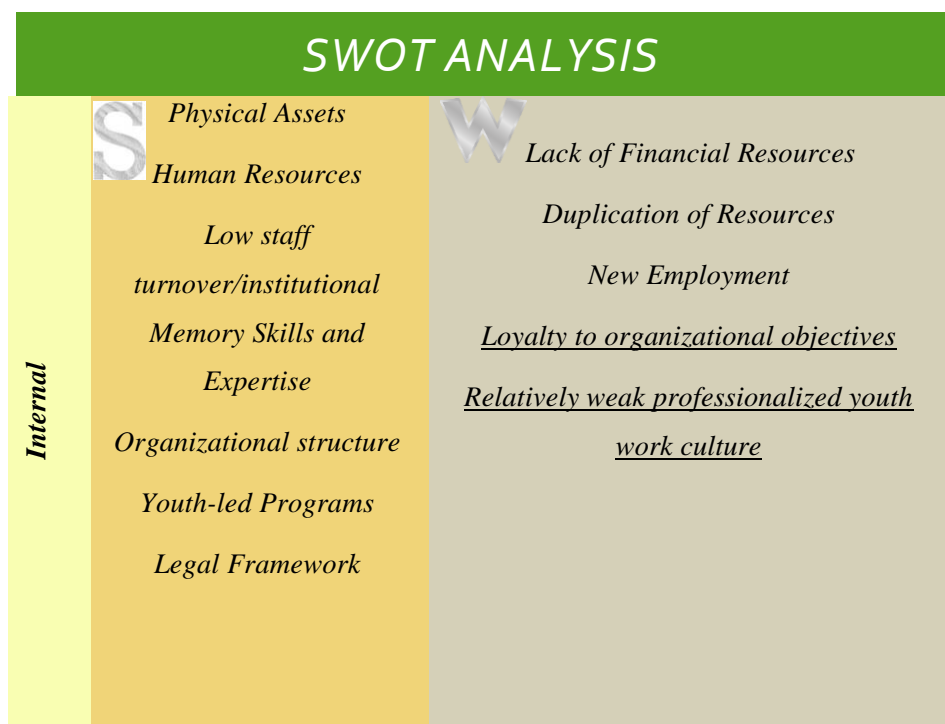 SWOT ANALYSIS
Internal
S
Physical Assets
Human Resources
Low staff
turnover/institutional
Memory Skills and
Expertise
Organizational structure
Youth-led Programs
Legal Framework
W
Lack of Financial Resources
Duplication of Resources
New Employment
Loyalty to organizational objectives
Relatively weak professionalized youth
work culture